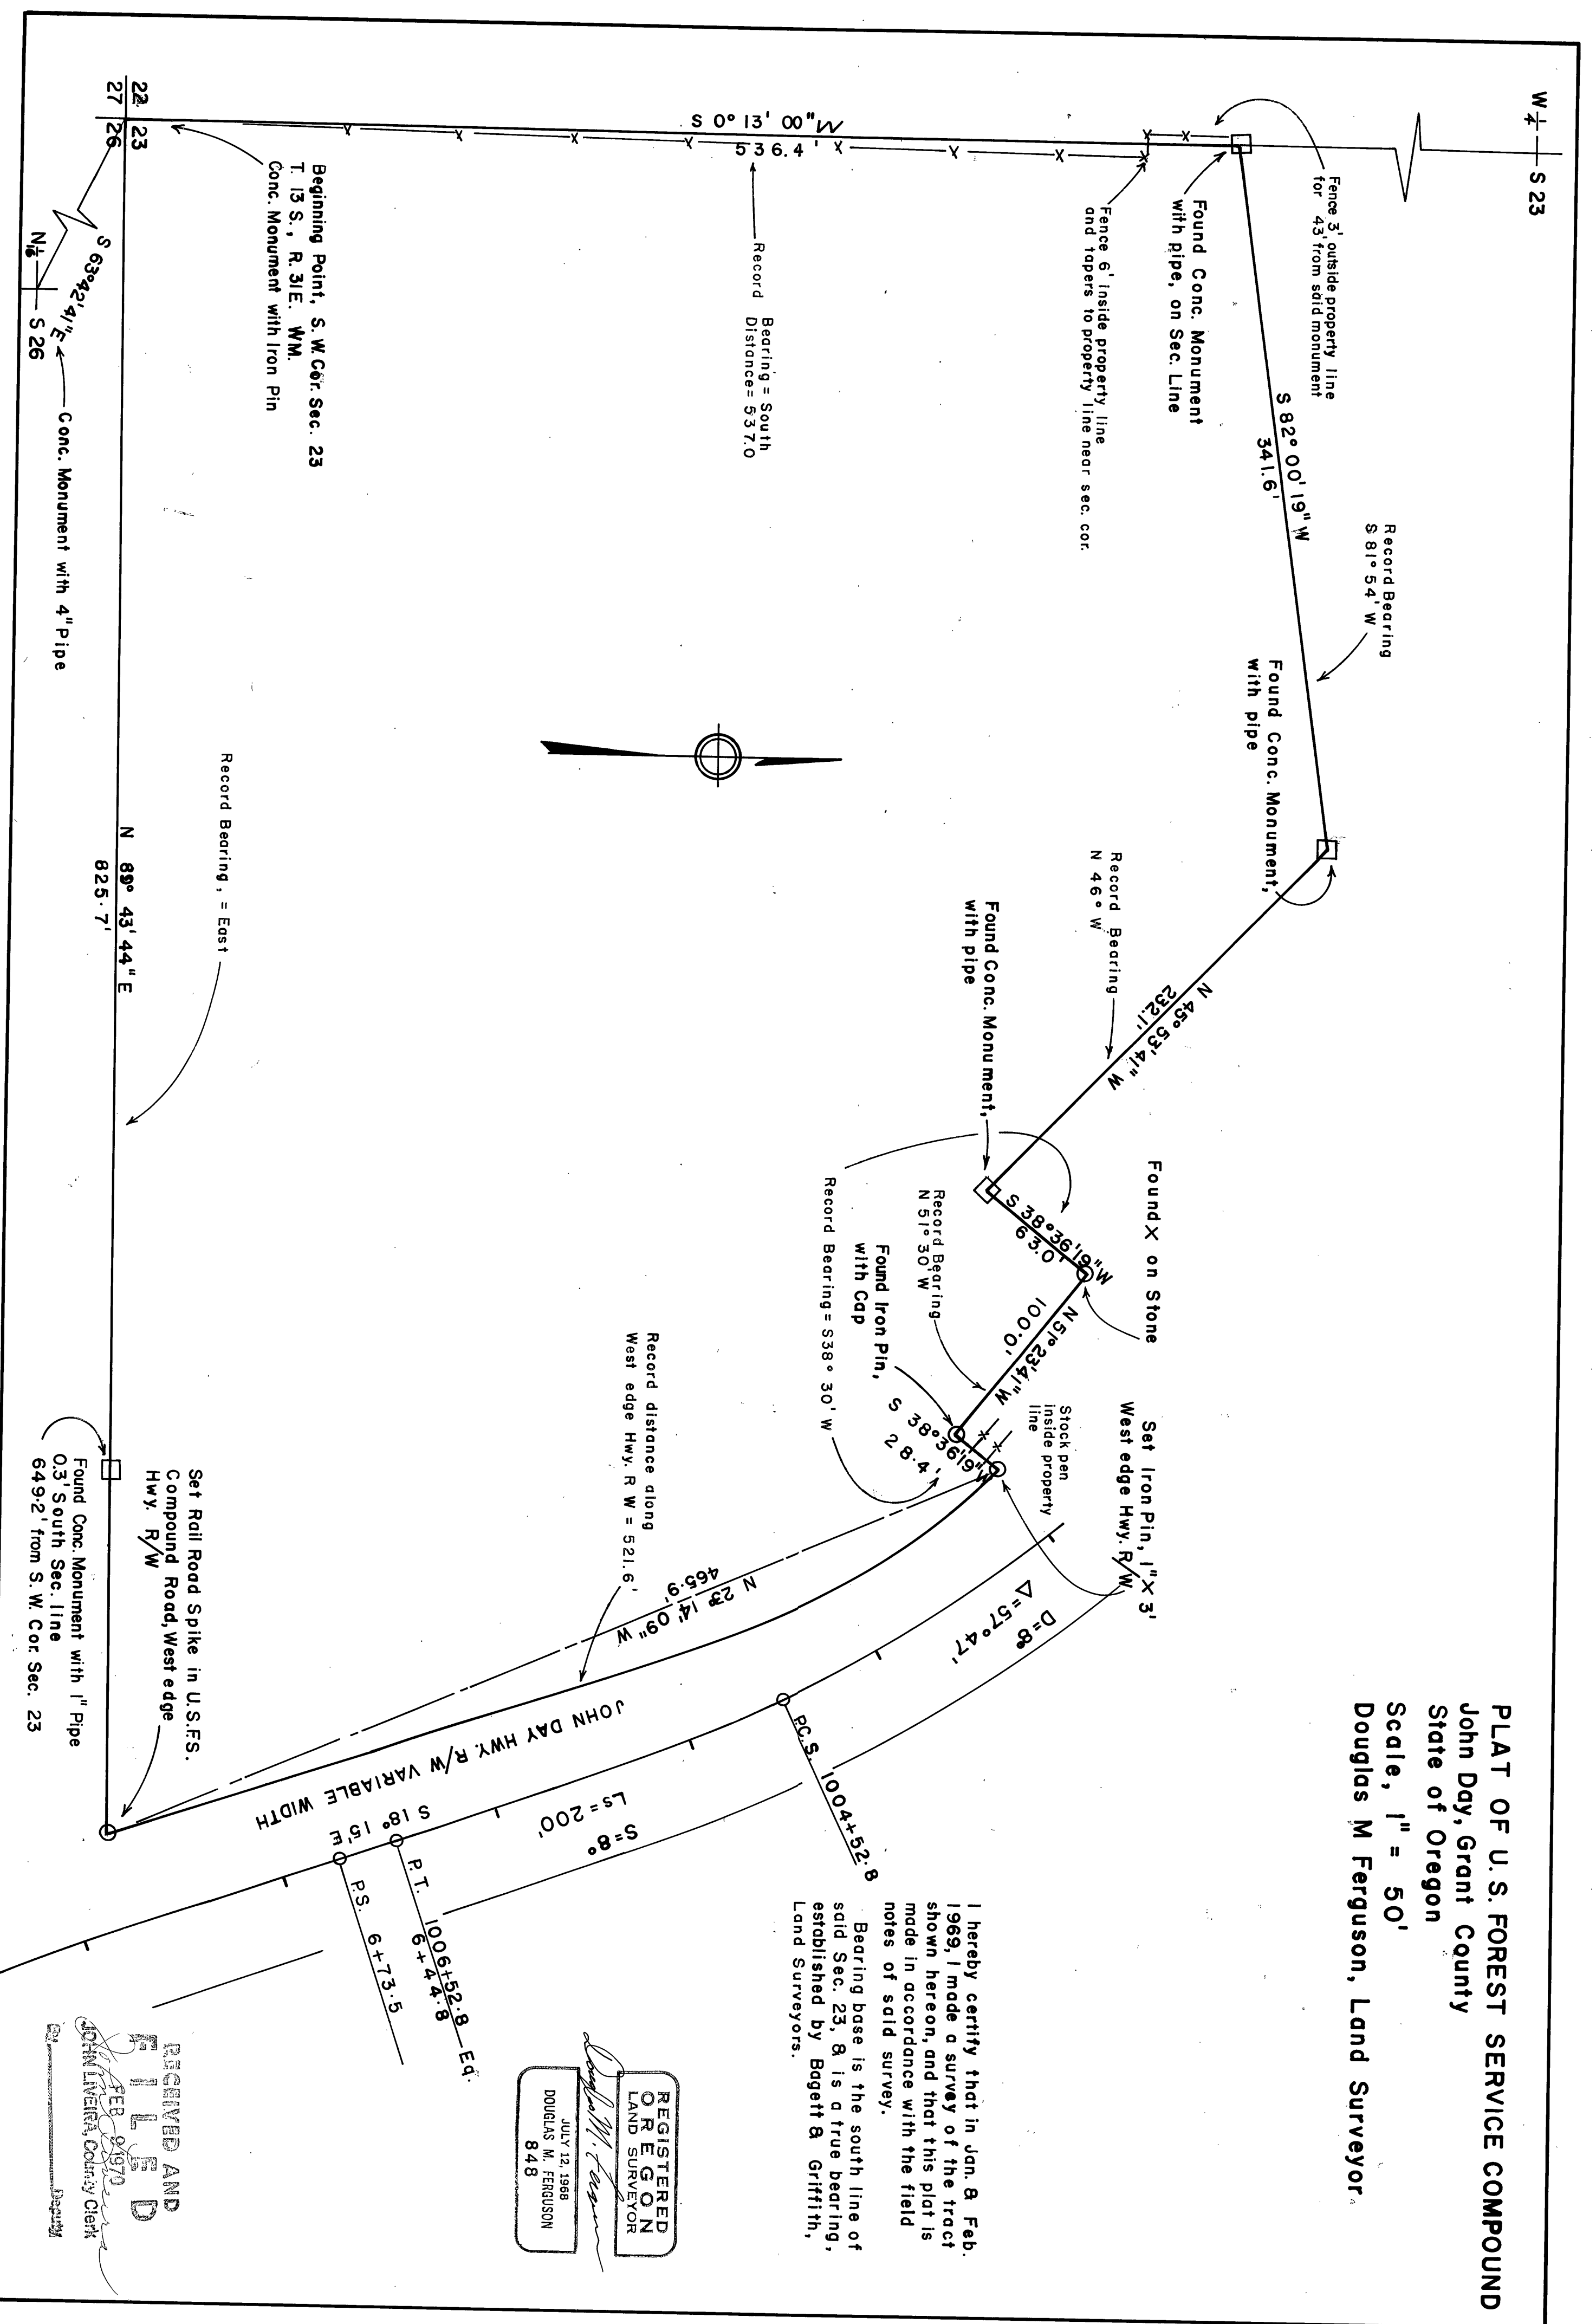 PLAT OF U. S. FOREST SERVICE COMPOUND
John Day, Grant County
State of Oregon
Scale, 1" = 50'
Douglas M Ferguson, Land Surveyor
W 1/4 S 23
Fence 3' outside property line
for 43' from said monument
Found Conc. Monument
with pipe, on Sec. Line
Fence 6' inside property line
and tapers to property line near sec. cor.
S 82° 00' 19" W
341.6'
Record Bearing
S 81° 54' W
Found Conc. Monument,
with pipe
S 0° 13' 00" W
536.4'
Record Bearing = South
Distance = 537.0
Record Bearing
N 46° W
N 45° 53' 41" W
232.1'
Found Conc. Monument,
with pipe
S 38° 36' 19" W
63.0'
Found X on Stone
N 51° 23' 41" W
100.0'
Record Bearing
N 51° 30' W
Found Iron Pin,
with Cap
S 38° 36' 19" W
28.4'
Record Bearing = S 38° 30' W
Stock pen
inside property
line
Set Iron Pin, 1" X 3'
West edge Hwy. R/W
D=8°
Δ=57° 47'
N 23° 14' 09" W
465.9'
Record distance along
West edge Hwy. R W = 521.6'
JOHN DAY HWY. R/W VARIABLE WIDTH
P.C.S. 1004+52.8
S=8°
Ls=200'
S 18° 15' E
P.T. 1006+52.8 Eq.
6+44.8
P.S. 6+73.5
22 23
27 26
Beginning Point, S. W. Cor. Sec. 23
T. 13 S., R. 31E. WM.
Conc. Monument with Iron Pin
S 63° 42' 41" E
N 1/16 S 26
Conc. Monument with 4" Pipe
Record Bearing, = East
N 89° 43' 44" E
825.7'
Set Rail Road Spike in U.S.F.S.
Compound Road, West edge
Hwy. R/W
Found Conc. Monument with 1" Pipe
0.3' South Sec. line
649.2' from S. W. Cor. Sec. 23
I hereby certify that in Jan. & Feb.
1969, I made a survey of the tract
shown hereon, and that this plat is
made in accordance with the field
notes of said survey.
Bearing base is the south line of
said Sec. 23, & is a true bearing,
established by Bagett & Griffith,
Land Surveyors.
REGISTERED
OREGON
LAND SURVEYOR
Douglas M. Ferguson
JULY 12, 1968
DOUGLAS M. FERGUSON
848
RECEIVED AND
FILED
FEB 9 1970
JOHN LIVEIRA, County Clerk
By Deputy